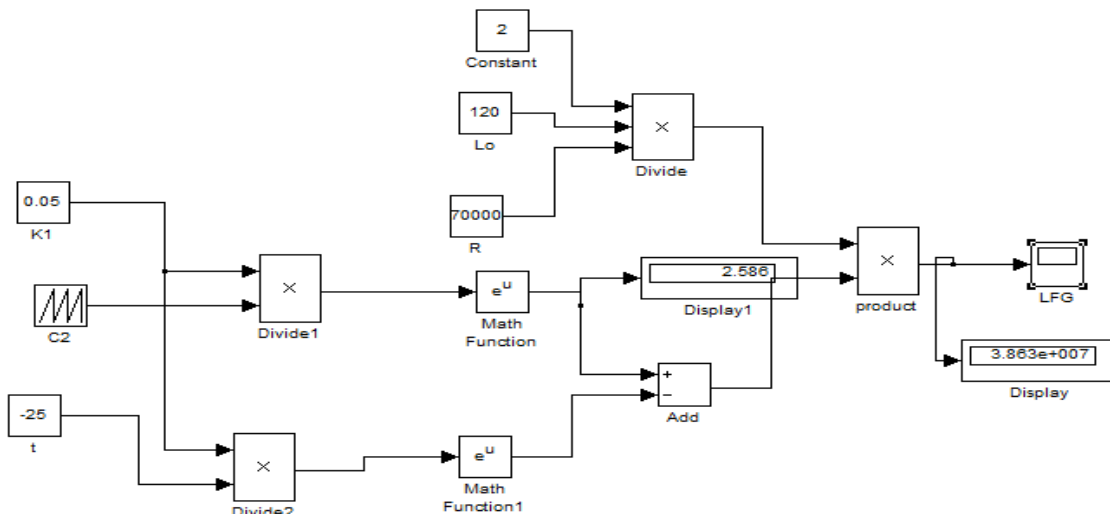 2
Constant
120
Lo
×
Divide
0.05
K1
70000
R
×
Divide1
C2
e^u
Math
Function
2.586
Display1
×
product
LFG
3.863e+007
Display
+
−
Add
-25
t
×
Divide2
e^u
Math
Function1